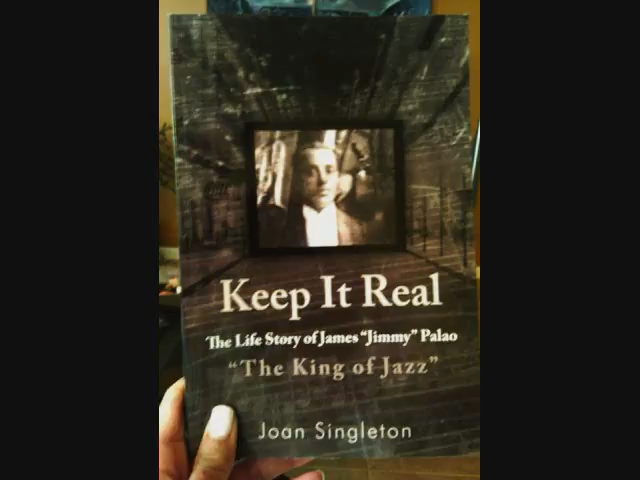 Keep It Real
The Life Story of James "Jimmy" Palao
"The King of Jazz"
Joan Singleton